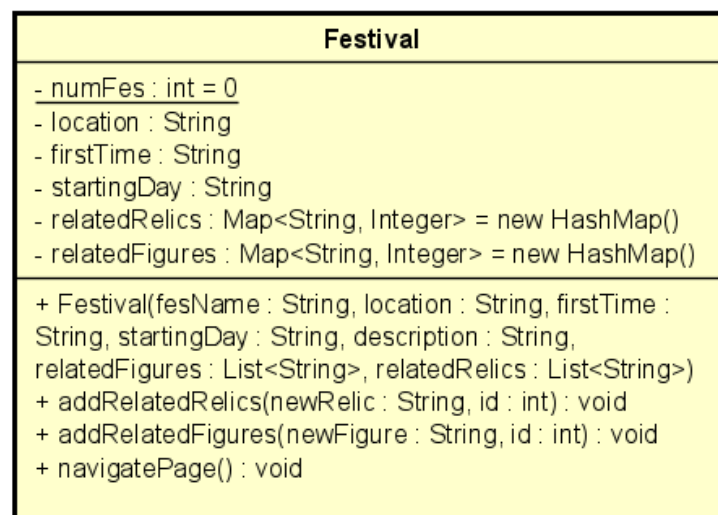 Festival
- numFes : int = 0
- location : String
- firstTime : String
- startingDay : String
- relatedRelics : Map<String, Integer> = new HashMap()
- relatedFigures : Map<String, Integer> = new HashMap()
+ Festival(fesName : String, location : String, firstTime :
String, startingDay : String, description : String,
relatedFigures : List<String>, relatedRelics : List<String>)
+ addRelatedRelics(newRelic : String, id : int) : void
+ addRelatedFigures(newFigure : String, id : int) : void
+ navigatePage() : void